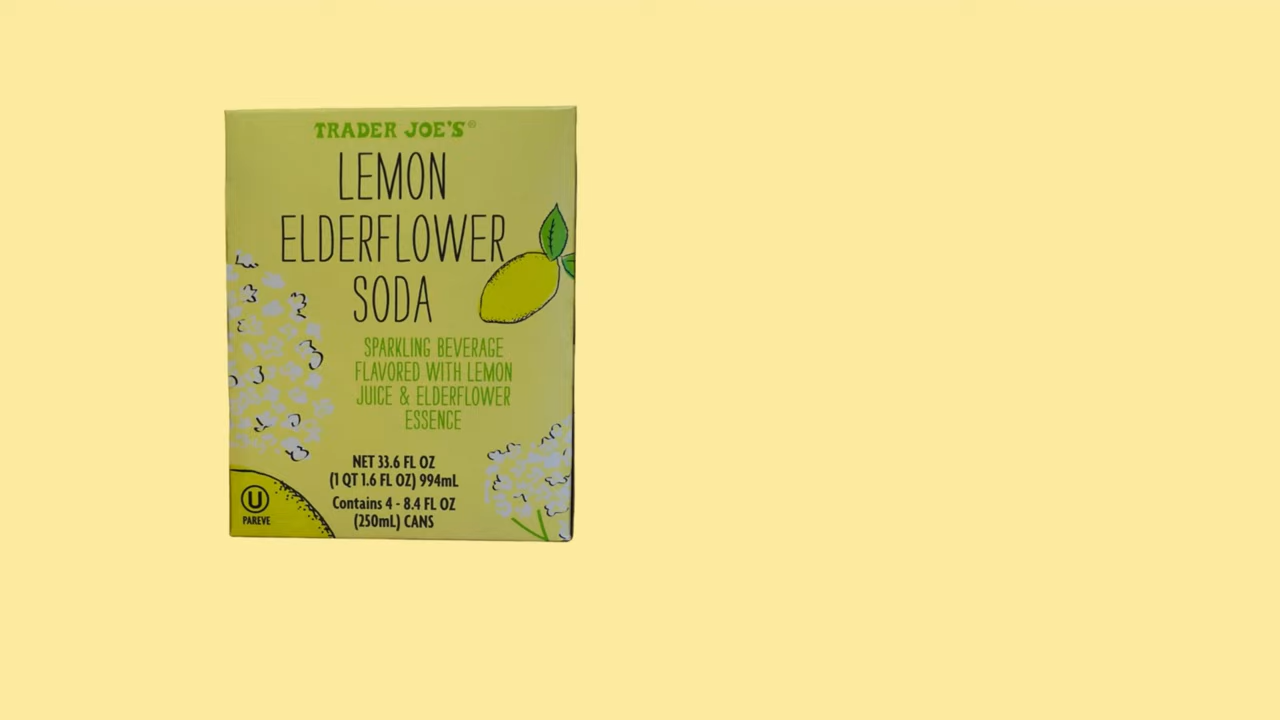 TRADER JOE'S®
LEMON
ELDERFLOWER
SODA
SPARKLING BEVERAGE
FLAVORED WITH LEMON
JUICE & ELDERFLOWER
ESSENCE
NET 33.6 FL OZ
(1 QT 1.6 FL OZ) 994mL
Contains 4 - 8.4 FL OZ
(250mL) CANS
U
PAREVE